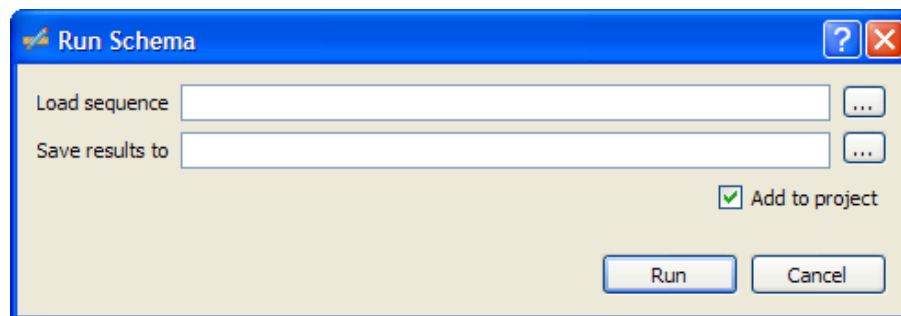 Run Schema
?
Load sequence
...
Save results to
...
Add to project
Run Cancel